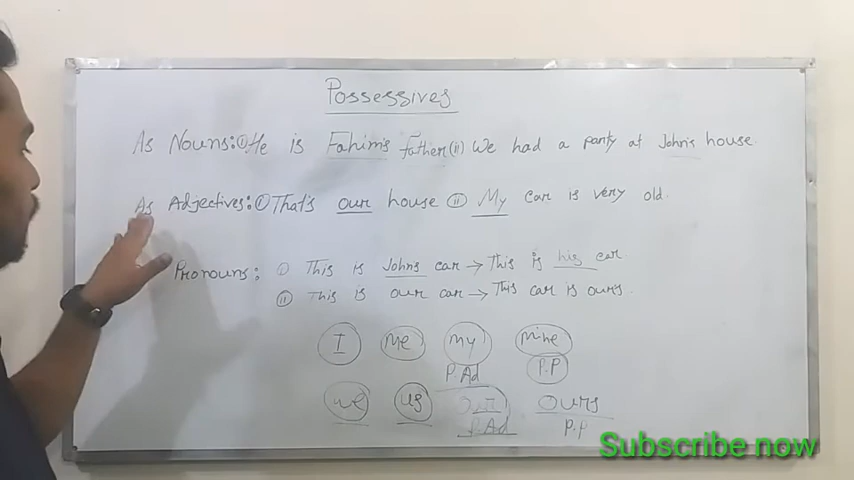 Possessives
As Nouns: (i) He is Fahim's father (ii) We had a party at John's house.
As Adjectives: (i) That's our house (ii) My car is very old.
Pronouns: (i) This is John's car → This is his car.
(ii) This is our car → This car is ours.
I me my mine
P.Ad P.P
we us our ours
P.Ad P.P
Subscribe now